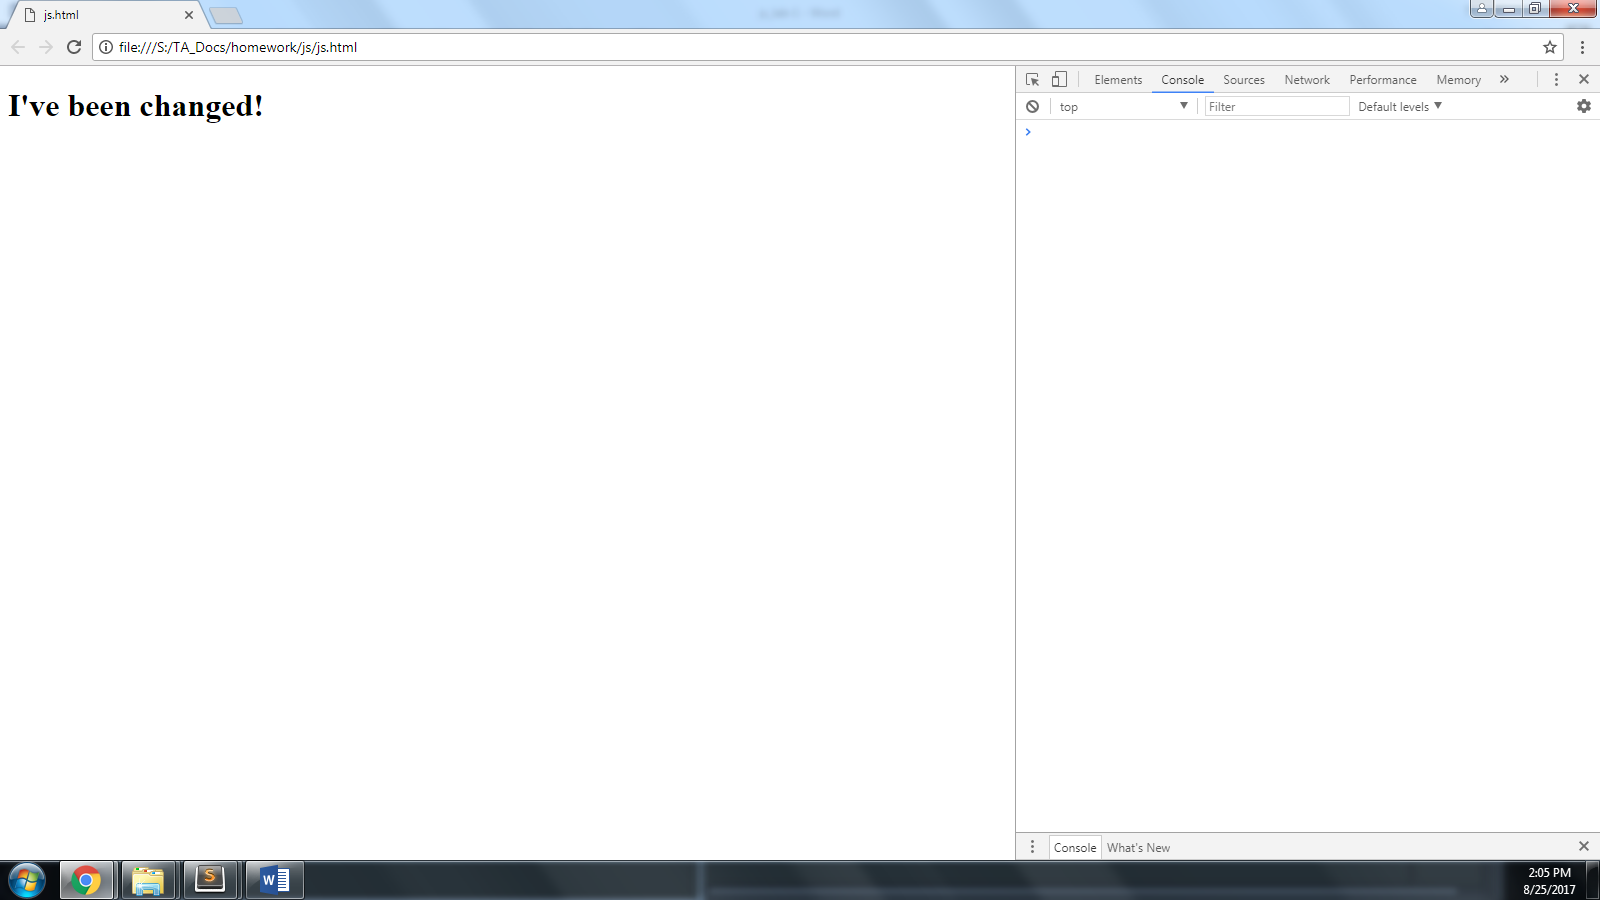 js.html
file:///S:/TA_Docs/homework/js/js.html
I've been changed!
Elements Console Sources Network Performance Memory »
top Filter Default levels
Console What's New
2:05 PM
8/25/2017